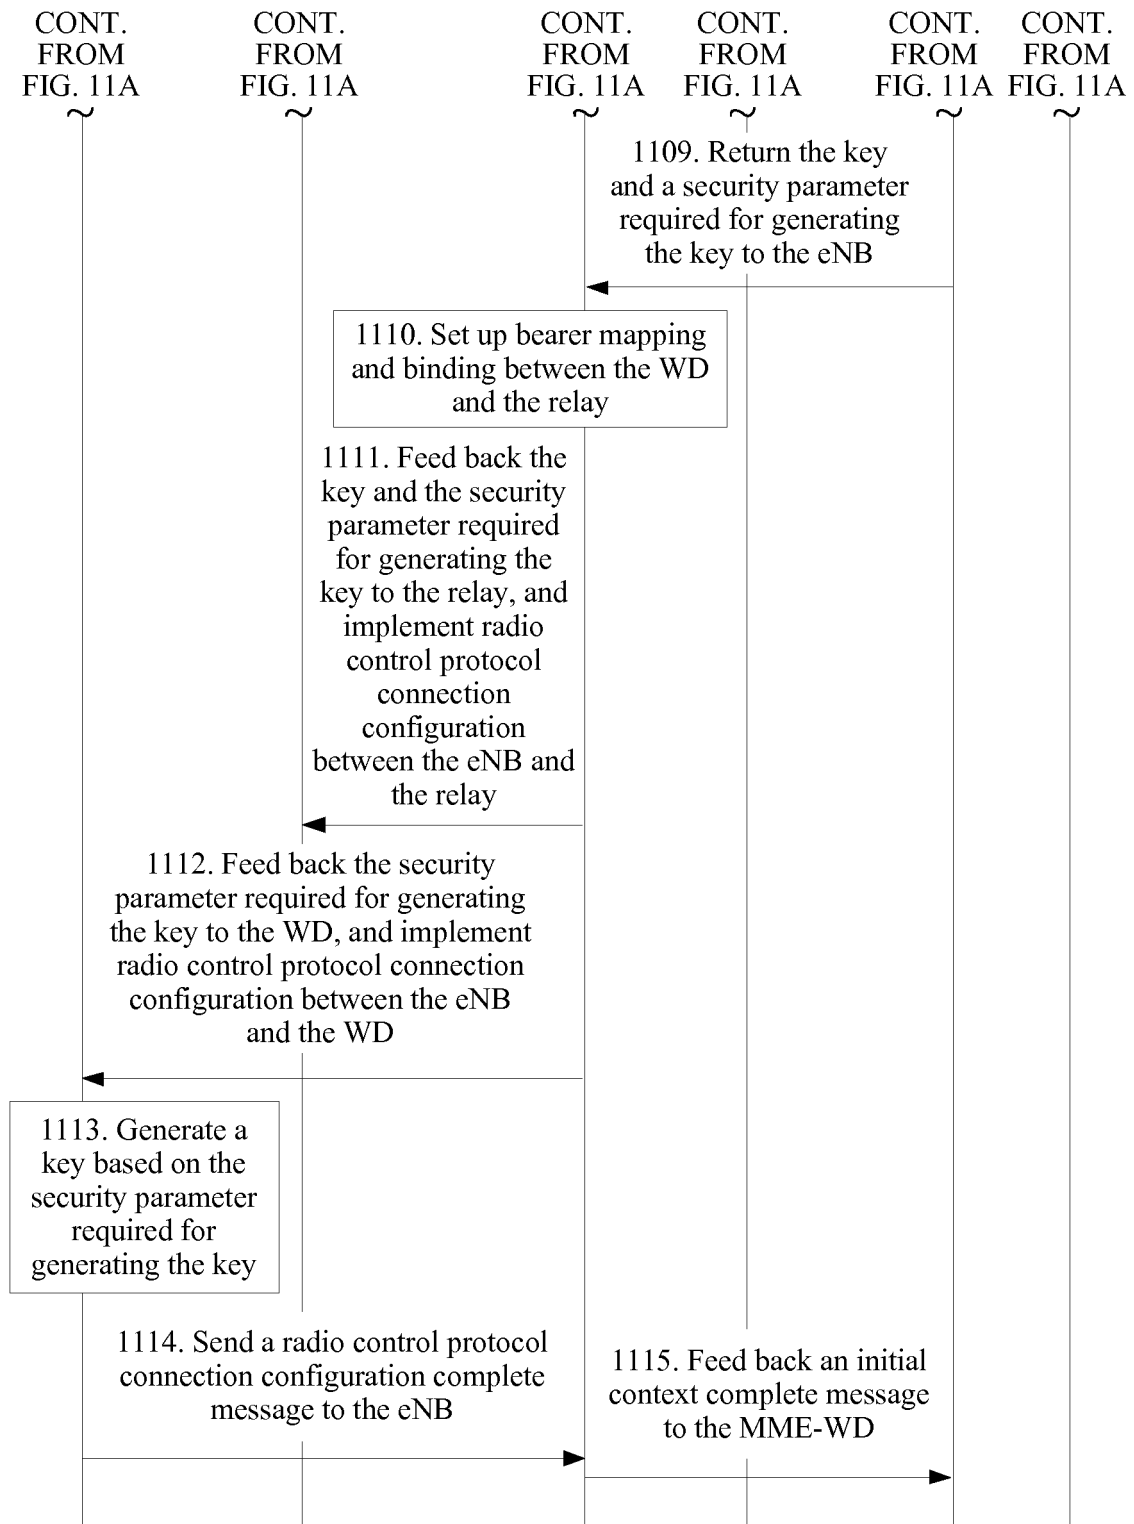 CONT. FROM FIG. 11A
CONT. FROM FIG. 11A
CONT. FROM FIG. 11A
CONT. FROM FIG. 11A
CONT. FROM FIG. 11A
CONT. FROM FIG. 11A
1109. Return the key
and a security parameter
required for generating
the key to the eNB
1110. Set up bearer mapping
and binding between the WD
and the relay
1111. Feed back the
key and the security
parameter required
for generating the
key to the relay, and
implement radio
control protocol
connection
configuration
between the eNB and
the relay
1112. Feed back the security
parameter required for generating
the key to the WD, and implement
radio control protocol connection
configuration between the eNB
and the WD
1113. Generate a
key based on the
security parameter
required for
generating the key
1114. Send a radio control protocol
connection configuration complete
message to the eNB
1115. Feed back an initial
context complete message
to the MME-WD